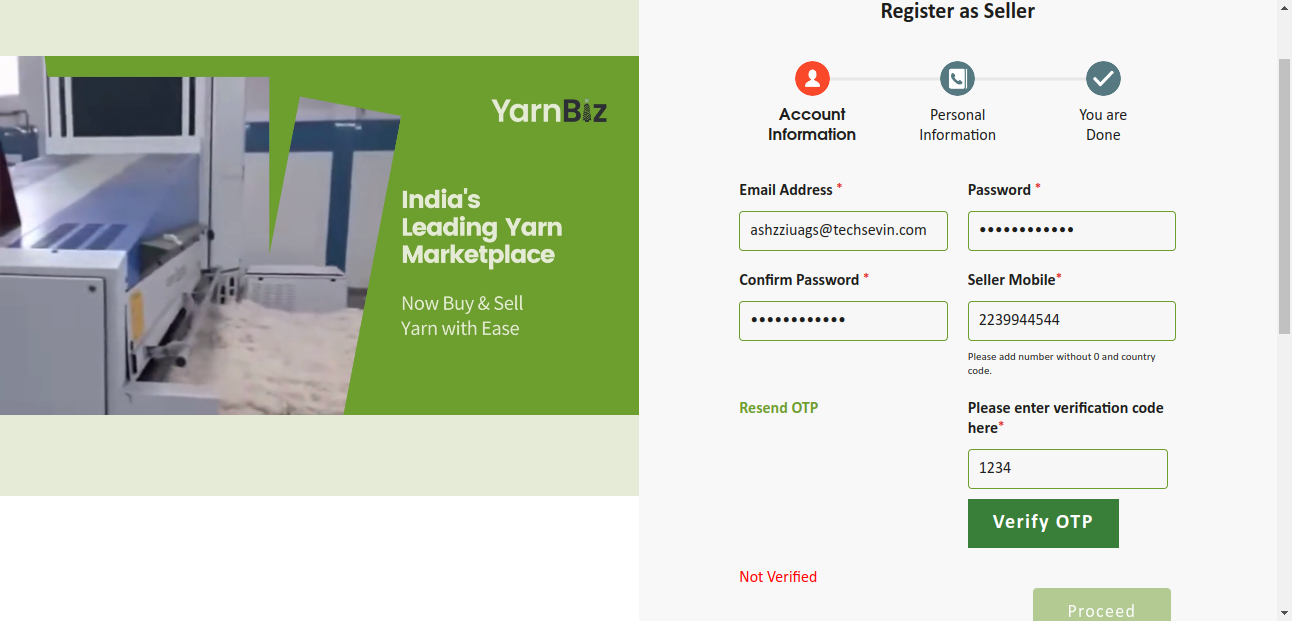 YarnBiz
India's
Leading Yarn
Marketplace
Now Buy & Sell
Yarn with Ease
Register as Seller
Account
Information
Personal
Information
You are
Done
Email Address *
Password *
ashzziuags@techsevin.com
••••••••••••
Confirm Password *
Seller Mobile*
••••••••••••
2239944544
Please add number without 0 and country
code.
Resend OTP
Please enter verification code
here*
1234
Verify OTP
Not Verified
Proceed